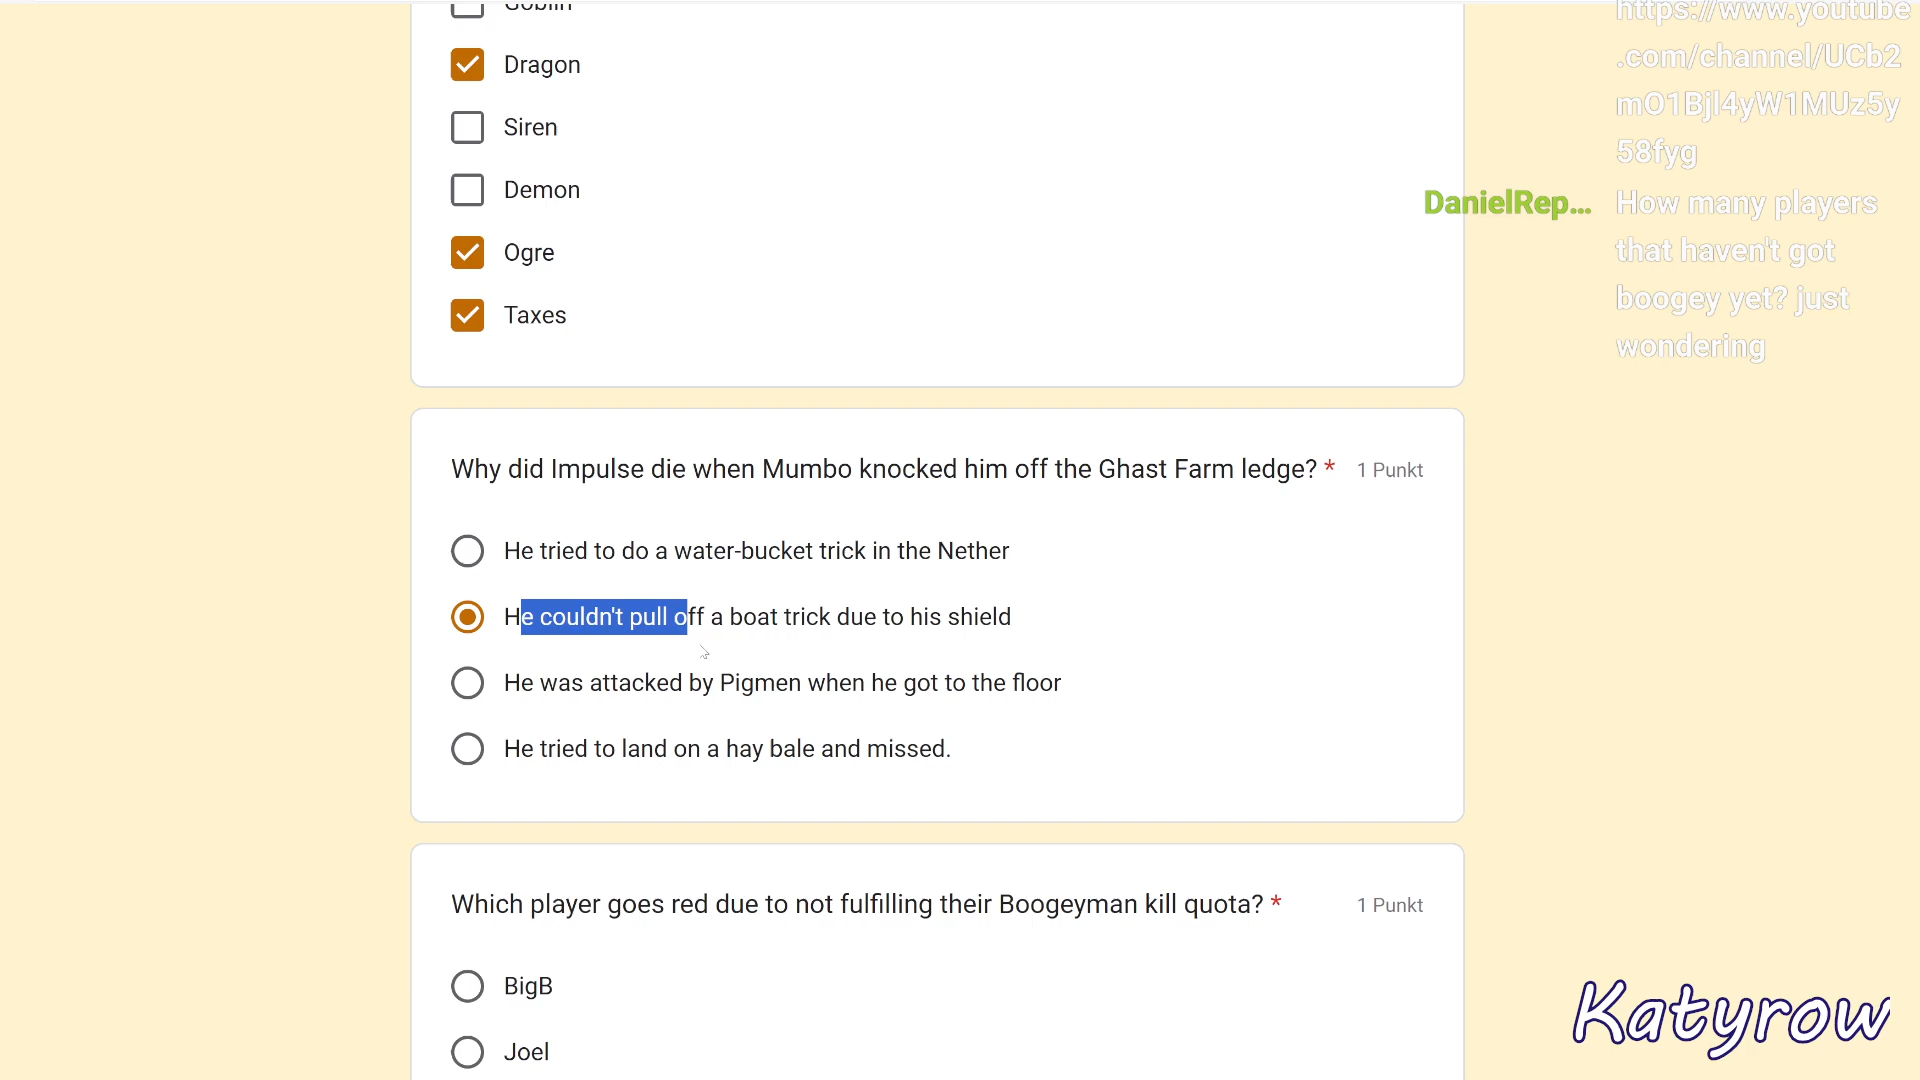 Goblin
Dragon
Siren
Demon
Ogre
Taxes
Why did Impulse die when Mumbo knocked him off the Ghast Farm ledge? * 1 Punkt
He tried to do a water-bucket trick in the Nether
He couldn't pull off a boat trick due to his shield
He was attacked by Pigmen when he got to the floor
He tried to land on a hay bale and missed.
Which player goes red due to not fulfilling their Boogeyman kill quota? * 1 Punkt
BigB
Joel
https://www.youtube
.com/channel/UCb2
mO1Bjl4yW1MUz5y
58fyg
DanielRep... How many players
that haven't got
boogey yet? just
wondering
Katyrow